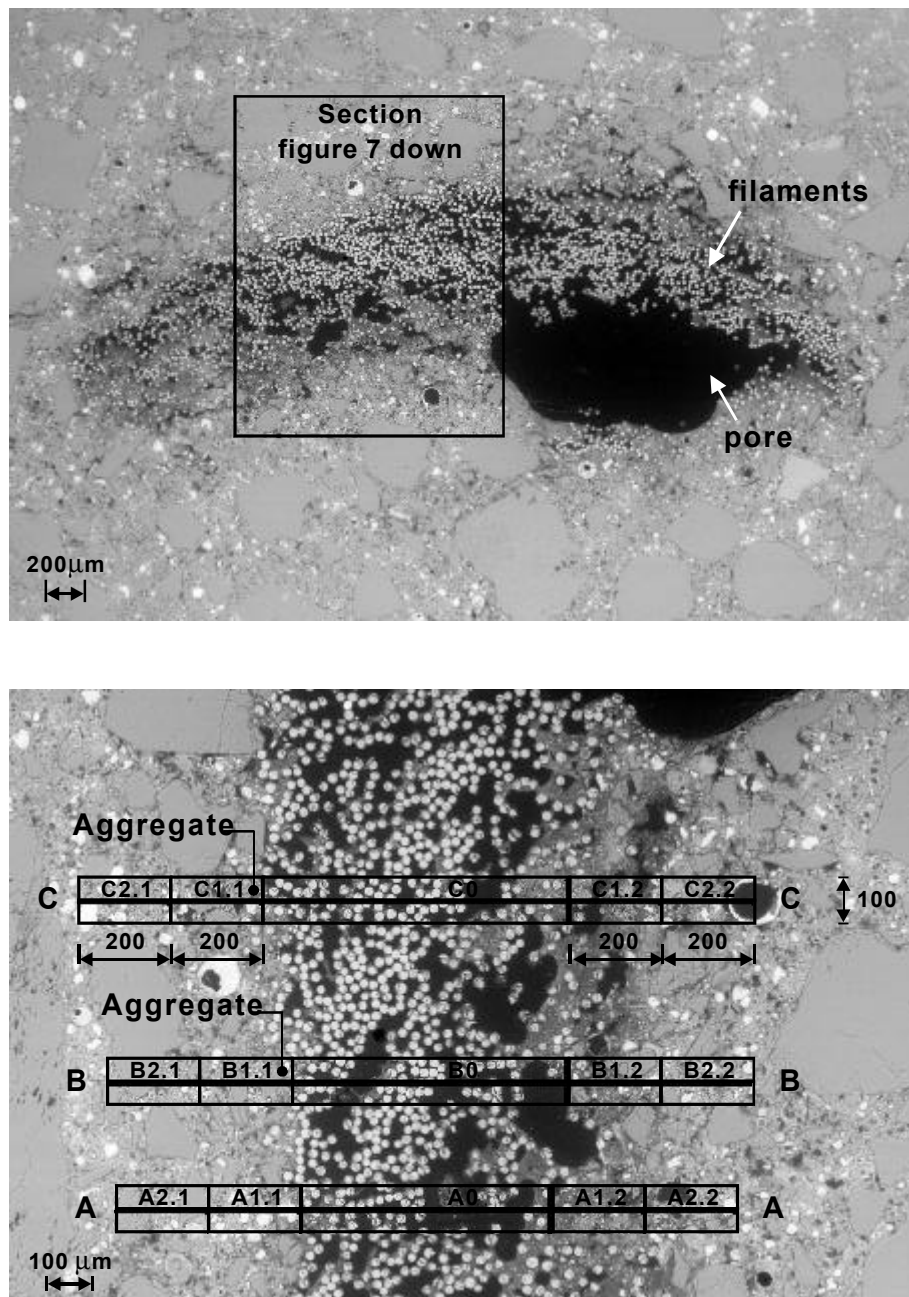 Section
figure 7 down
filaments
pore
200µm
Aggregate
C C2.1 C1.1 C0 C1.2 C2.2 C
100
200 200 200 200
Aggregate
B B2.1 B1.1 B0 B1.2 B2.2 B
A A2.1 A1.1 A0 A1.2 A2.2 A
100 µm